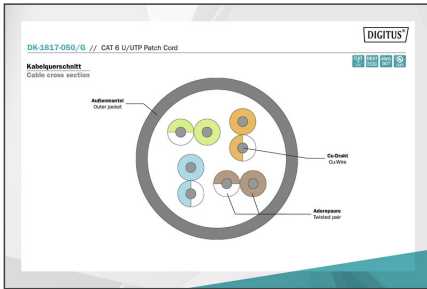 DIGITUS®
DK-1617-050/G // CAT 6 U/UTP Patch Cord
Kabelquerschnitt
Cable cross section
Außenmantel
Outer jacket
Cu-Draht
Cu-Wire
Adernpaare
Twisted pair